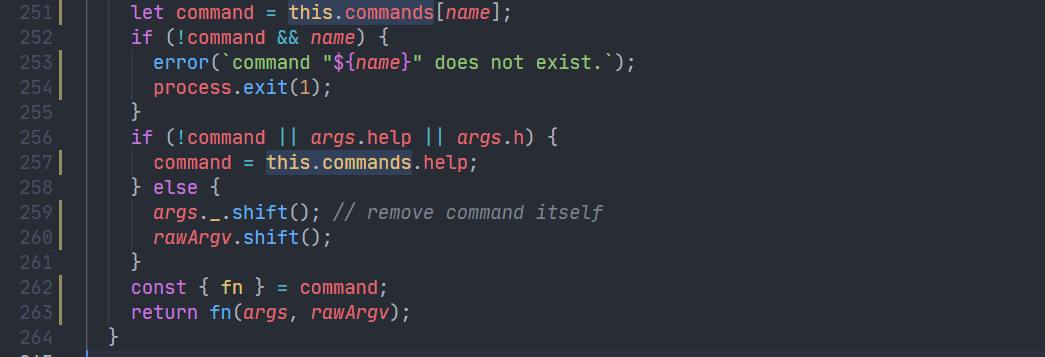 251 let command = this.commands[name];
252 if (!command && name) {
253 error(`command "${name}" does not exist.`);
254 process.exit(1);
255 }
256 if (!command || args.help || args.h) {
257 command = this.commands.help;
258 } else {
259 args._.shift(); // remove command itself
260 rawArgv.shift();
261 }
262 const { fn } = command;
263 return fn(args, rawArgv);
264 }